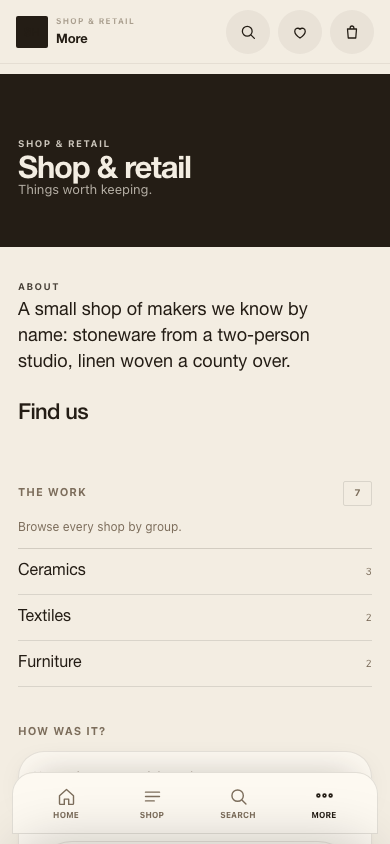 SHOP & RETAIL
More
SHOP & RETAIL
Shop & retail
Things worth keeping.
ABOUT
A small shop of makers we know by
name: stoneware from a two-person
studio, linen woven a county over.
Find us
THE WORK
7
Browse every shop by group.
Ceramics
3
Textiles
2
Furniture
2
HOW WAS IT?
HOME
SHOP
SEARCH
MORE